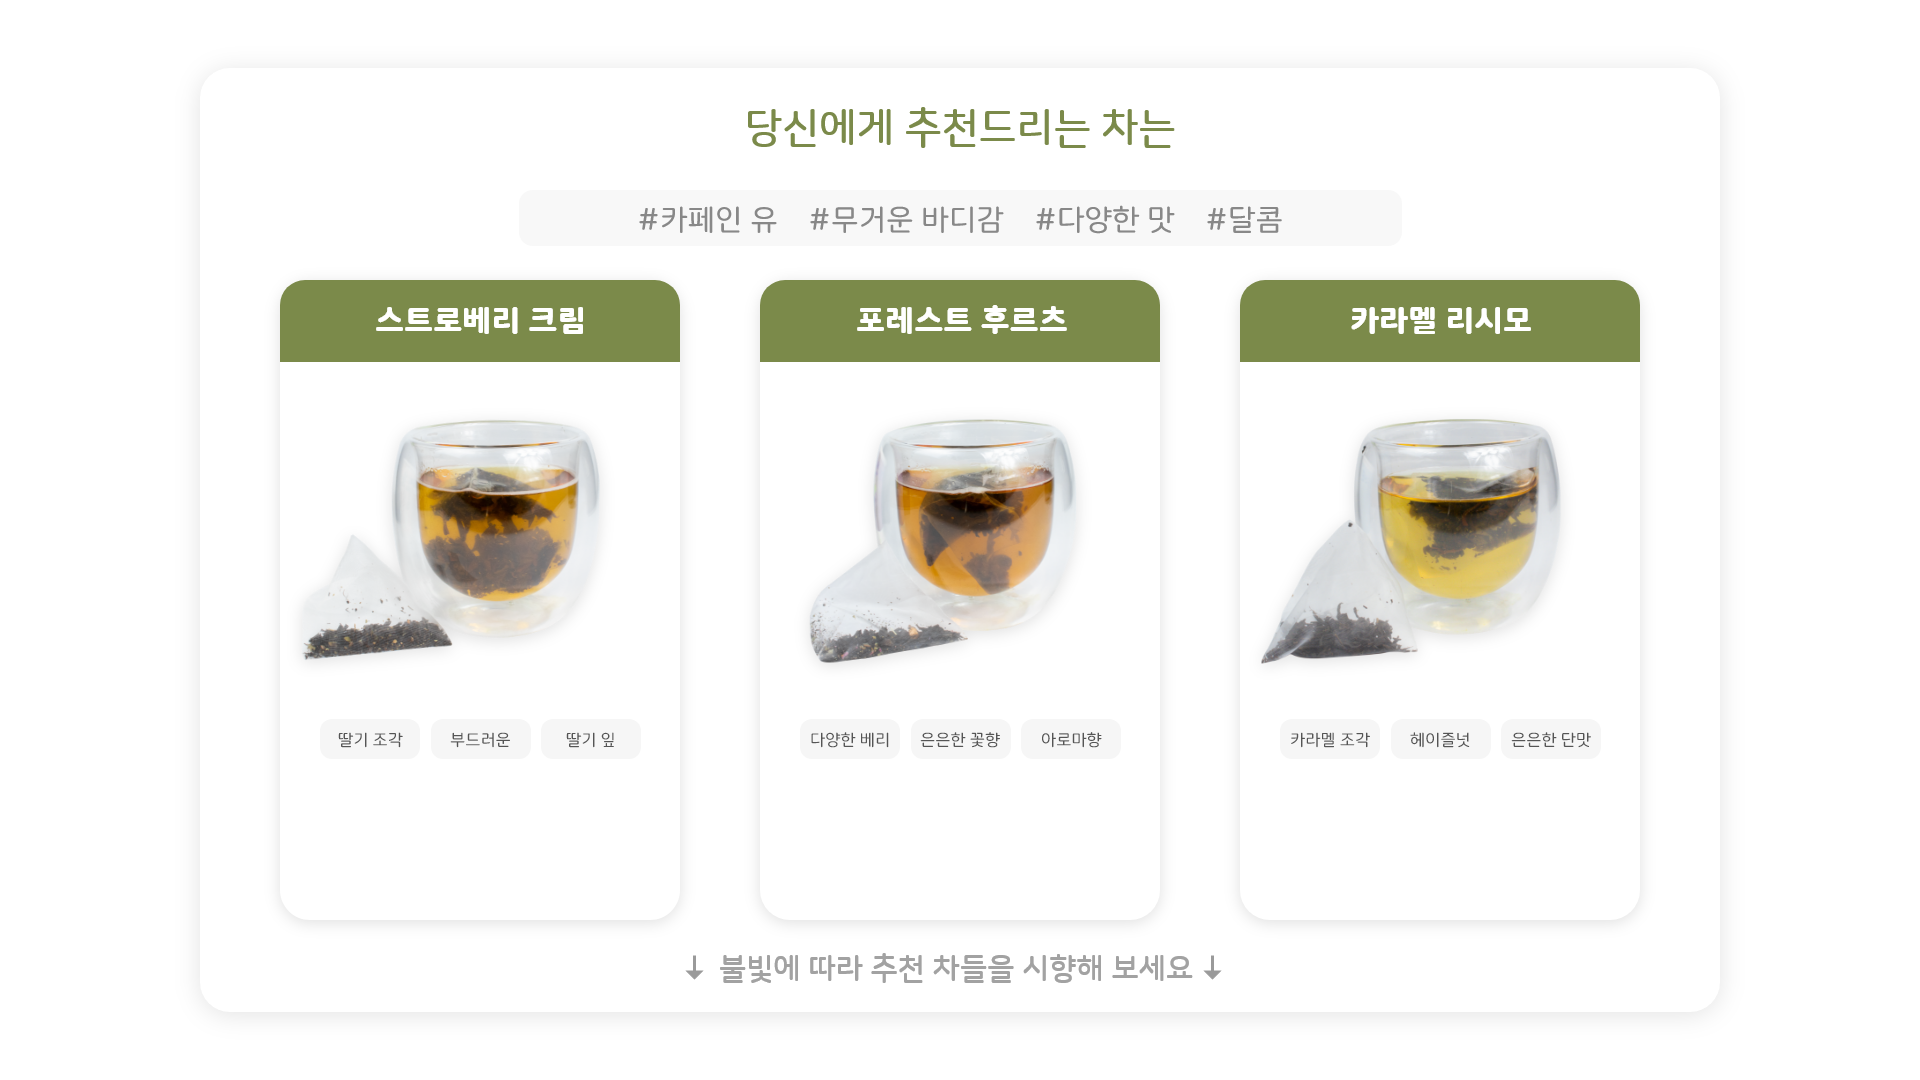 당신에게 추천드리는 차는
#카페인 유 #무거운 바디감 #다양한 맛 #달콤
스트로베리 크림
딸기 조각 부드러운 딸기 잎
포레스트 후르츠
다양한 베리 은은한 꽃향 아로마향
카라멜 리시모
카라멜 조각 헤이즐넛 은은한 단맛
↓ 불빛에 따라 추천 차들을 시향해 보세요 ↓